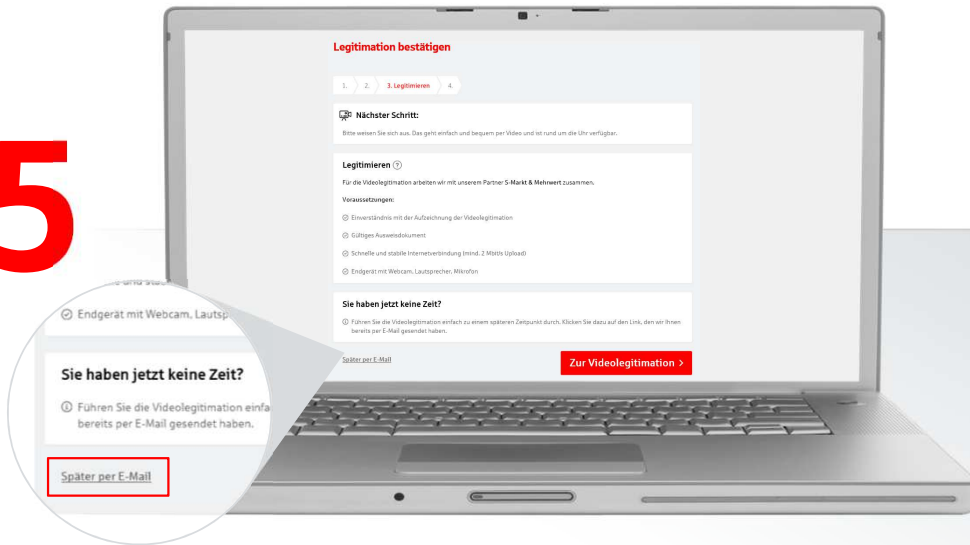 Legitimation bestätigen
1. 2. 3. Legitimieren 4.
Nächster Schritt:
Bitte weisen Sie sich aus. Das geht einfach und bequem per Video und ist rund um die Uhr verfügbar.
Legitimieren ?
Für die Videolegitimation arbeiten wir mit unserem Partner S-Markt & Mehrwert zusammen.
Voraussetzungen:
Einverständnis mit der Aufzeichnung der Videolegitimation
Gültiges Ausweisdokument
Schnelle und stabile Internetverbindung (mind. 2 Mbit/s Upload)
Endgerät mit Webcam, Lautsprecher, Mikrofon
Sie haben jetzt keine Zeit?
Führen Sie die Videolegitimation einfach zu einem späteren Zeitpunkt durch. Klicken Sie dazu auf den Link, den wir Ihnen
bereits per E-Mail gesendet haben.
Später per E-Mail
Zur Videolegitimation >
5
Endgerät mit Webcam, Lautsp
Sie haben jetzt keine Zeit?
Führen Sie die Videolegitimation einfa
bereits per E-Mail gesendet haben.
Später per E-Mail